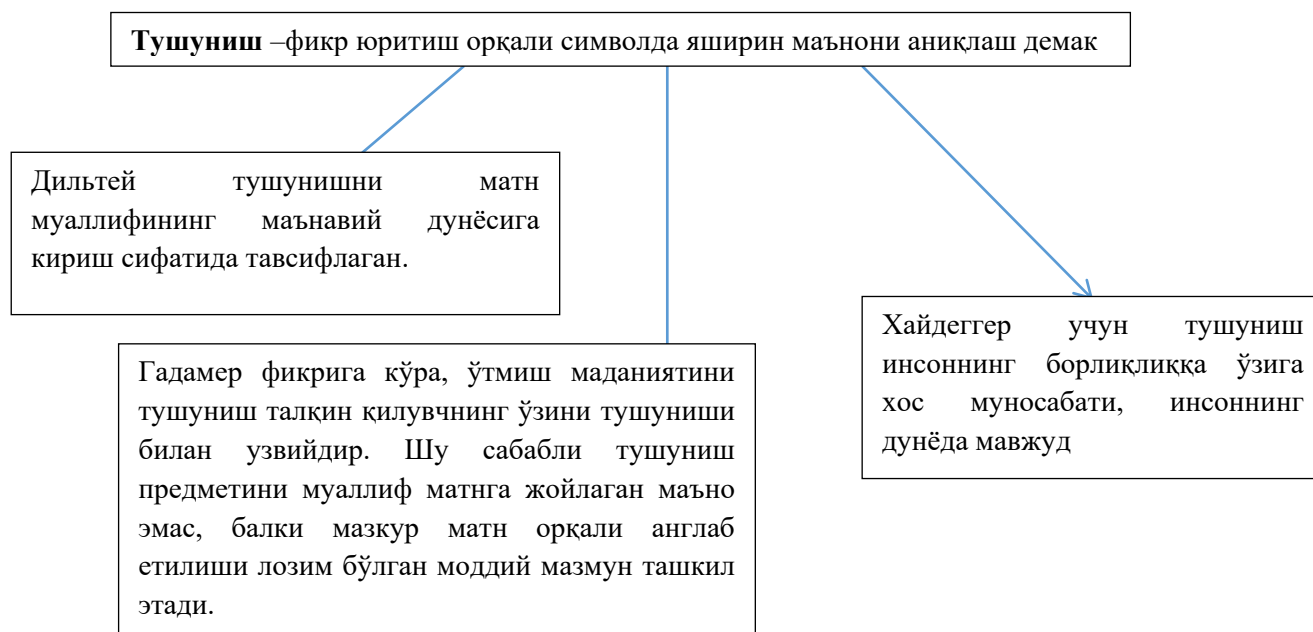 Тушуниш –фикр юритиш орқали символда яширин маънони аниқлаш демак
Дильтей тушунишни матн
муаллифининг маънавий дунёсига
кириш сифатида тавсифлаган.
Гадамер фикрига кўра, ўтмиш маданиятини
тушуниш талқин қилувчнинг ўзини тушуниши
билан узвийдир. Шу сабабли тушуниш
предметини муаллиф матнга жойлаган маъно
эмас, балки мазкур матн орқали англаб
етилиши лозим бўлган моддий мазмун ташкил
этади.
Хайдеггер учун тушуниш
инсоннинг борлиқлиққа ўзига
хос муносабати, инсоннинг
дунёда мавжуд